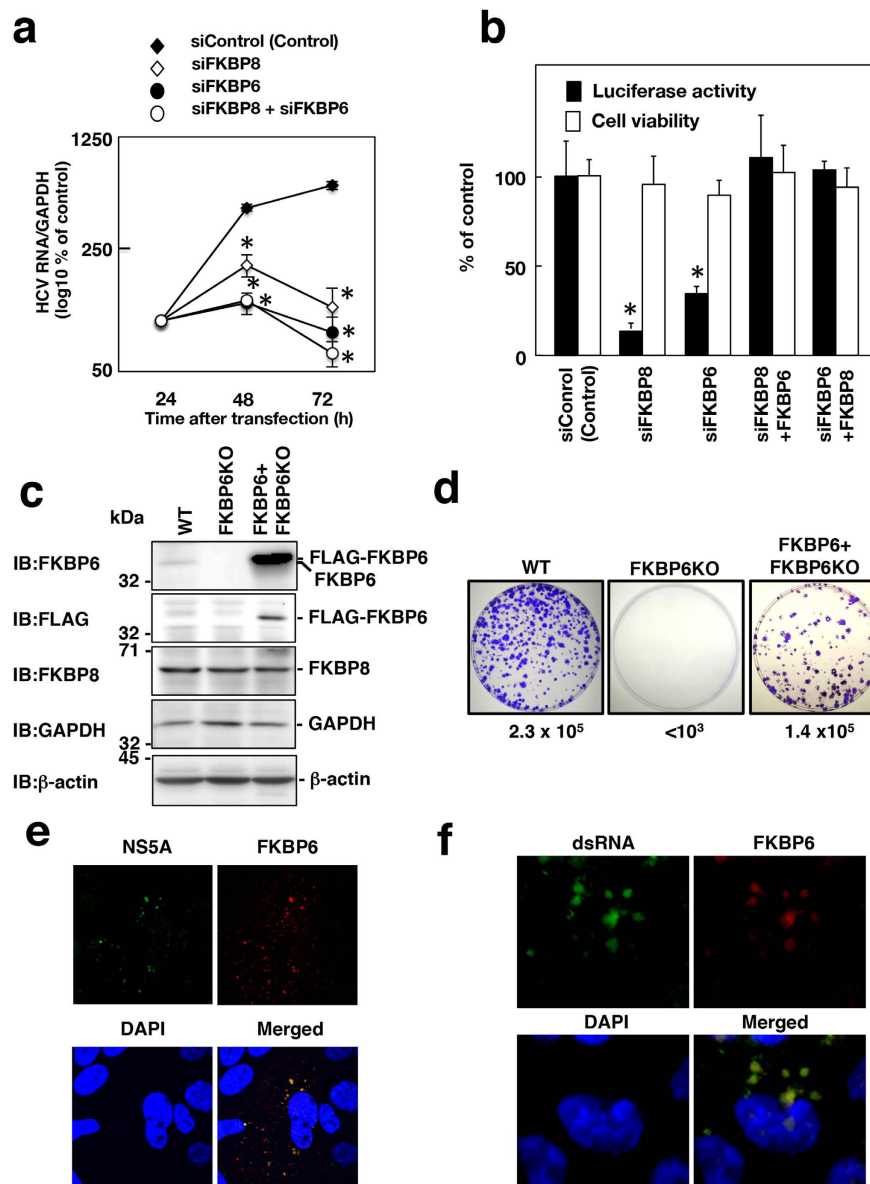 a
siControl (Control)
siFKBP8
siFKBP6
siFKBP8 + siFKBP6
HCV RNA/GAPDH
(log10 % of control)
1250
250
50
*
*
*
*
*
*
24 48 72
Time after transfection (h)
b
Luciferase activity
Cell viability
% of control
100
50
0
*
*
siConrol
(Control)
siFKBP8
siFKBP6
siFKBP8
+FKBP6
siFKBP6
+FKBP8
c
kDa
WT
FKBP6KO
FKBP6+
FKBP6KO
IB:FKBP6
32
FLAG-FKBP6
FKBP6
IB:FLAG
32
FLAG-FKBP6
71
IB:FKBP8
FKBP8
IB:GAPDH
32
GAPDH
45
IB:β-actin
β-actin
d
WT
FKBP6KO
FKBP6+
FKBP6KO
2.3 x 10⁵
<10³
1.4 x 10⁵
e
NS5A FKBP6
DAPI Merged
f
dsRNA FKBP6
DAPI Merged